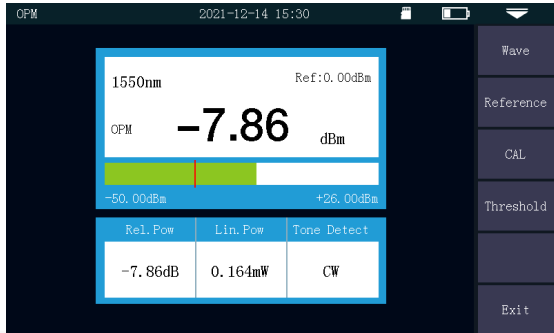 OPM 2021-12-14 15:30
Wave
1550nm Ref:0.00dBm
Reference
OPM -7.86 dBm
CAL
-50.00dBm +26.00dBm
Threshold
Rel.Pow Lin.Pow Tone Detect
-7.86dB 0.164mW CW
Exit